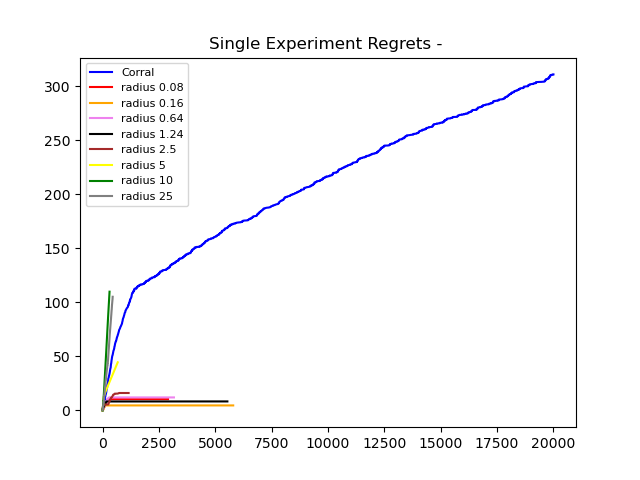 Single Experiment Regrets -
Corral
radius 0.08
radius 0.16
radius 0.64
radius 1.24
radius 2.5
radius 5
radius 10
radius 25
300
250
200
150
100
50
0
0 2500 5000 7500 10000 12500 15000 17500 20000